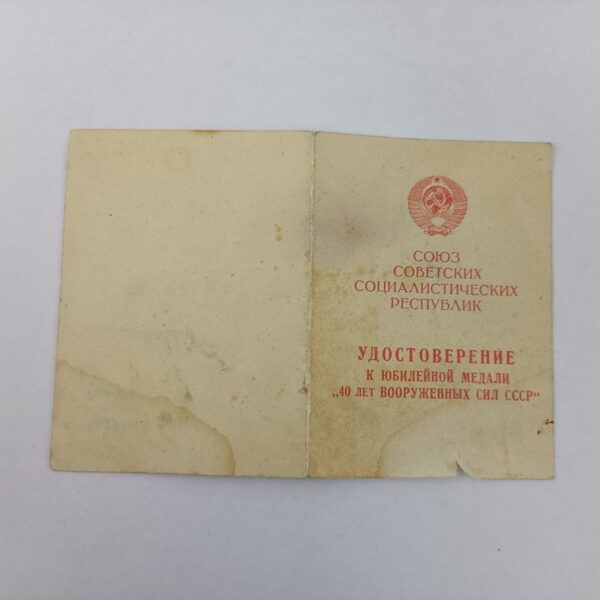 СОЮЗ
СОВЕТСКИХ
СОЦИАЛИСТИЧЕСКИХ
РЕСПУБЛИК
УДОСТОВЕРЕНИЕ
К ЮБИЛЕЙНОЙ МЕДАЛИ
„40 ЛЕТ ВООРУЖЕННЫХ СИЛ СССР“